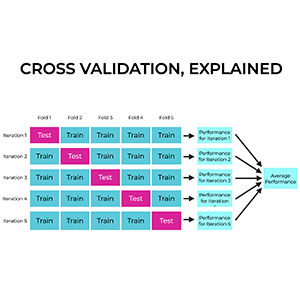 CROSS VALIDATION, EXPLAINED
Fold 1 Fold 2 Fold 3 Fold 4 Fold 5
Iteration 1 Test Train Train Train Train Performance for Iteration 1
Iteration 2 Train Test Train Train Train Performance for Iteration 2
Iteration 3 Train Train Test Train Train Performance for Iteration 3
Average Performance
Iteration 4 Train Train Train Test Train Performance for Iteration
Iteration 5 Train Train Train Train Test Performance for Iteration 5